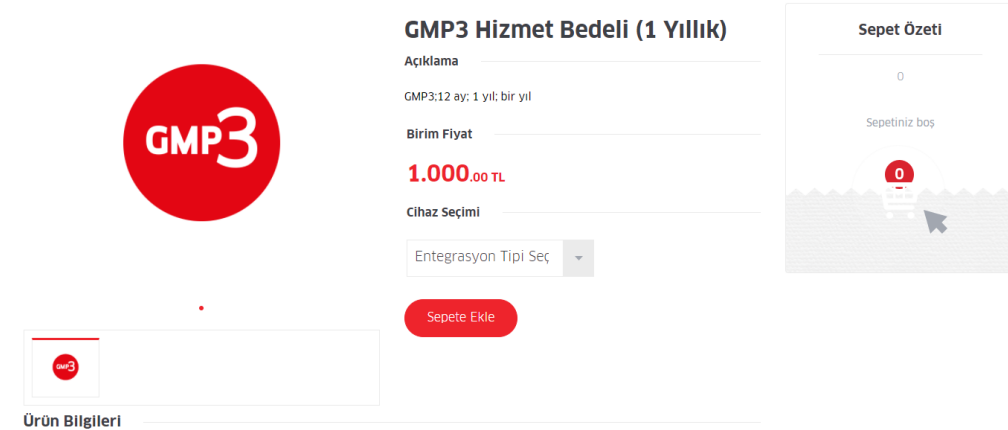 GMP3 Hizmet Bedeli (1 Yıllık)
Açıklama
GMP3;12 ay; 1 yıl; bir yıl
Birim Fiyat
1.000.00 TL
Cihaz Seçimi
Entegrasyon Tipi Seç
Sepete Ekle
GMP3
GMP3
Ürün Bilgileri
Sepet Özeti
0
Sepetiniz boş
0